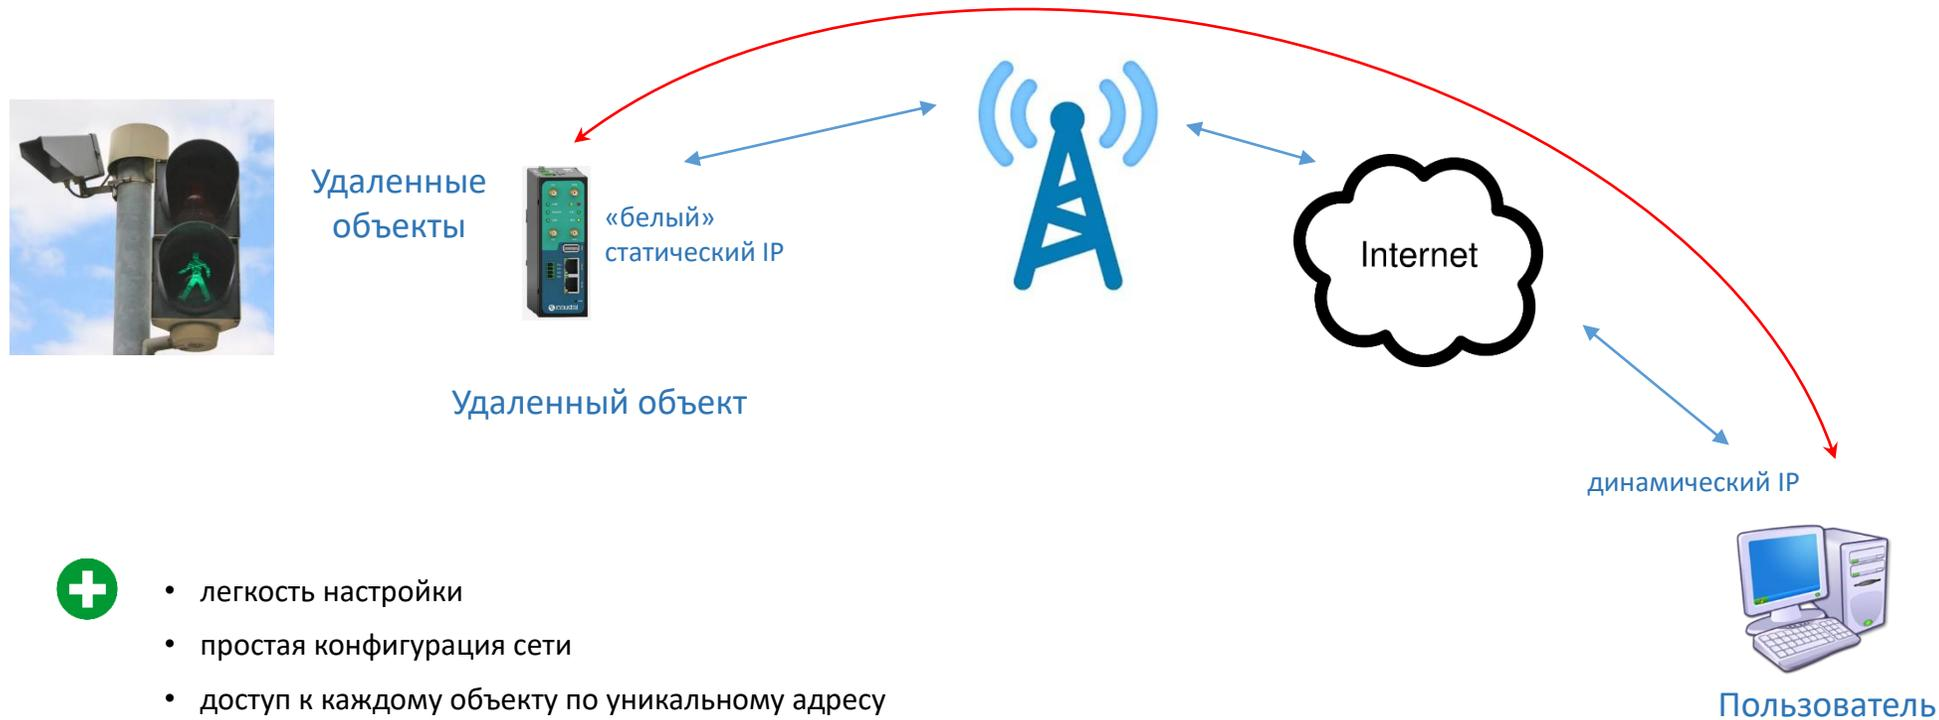 Удаленные
объекты
«белый»
статический IP
Internet
Удаленный объект
динамический IP
• легкость настройки
• простая конфигурация сети
• доступ к каждому объекту по уникальному адресу
Пользователь